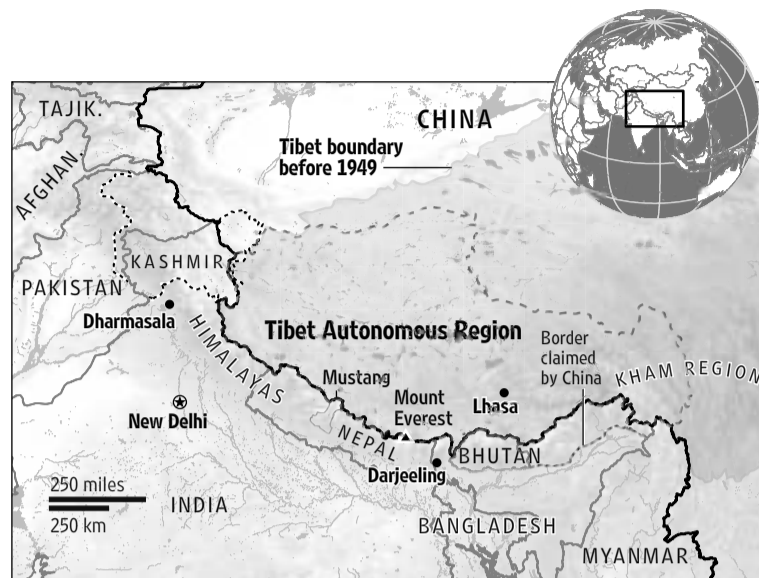 TAJIK.
CHINA
Tibet boundary
before 1949
AFGHAN.
KASHMIR
PAKISTAN
Dharmasala
HIMALAYAS
Tibet Autonomous Region
Border
claimed
by China
KHAM REGION
Mustang
Mount
Everest
Lhasa
New Delhi
NEPAL
BHUTAN
Darjeeling
250 miles
250 km
INDIA
BANGLADESH
MYANMAR